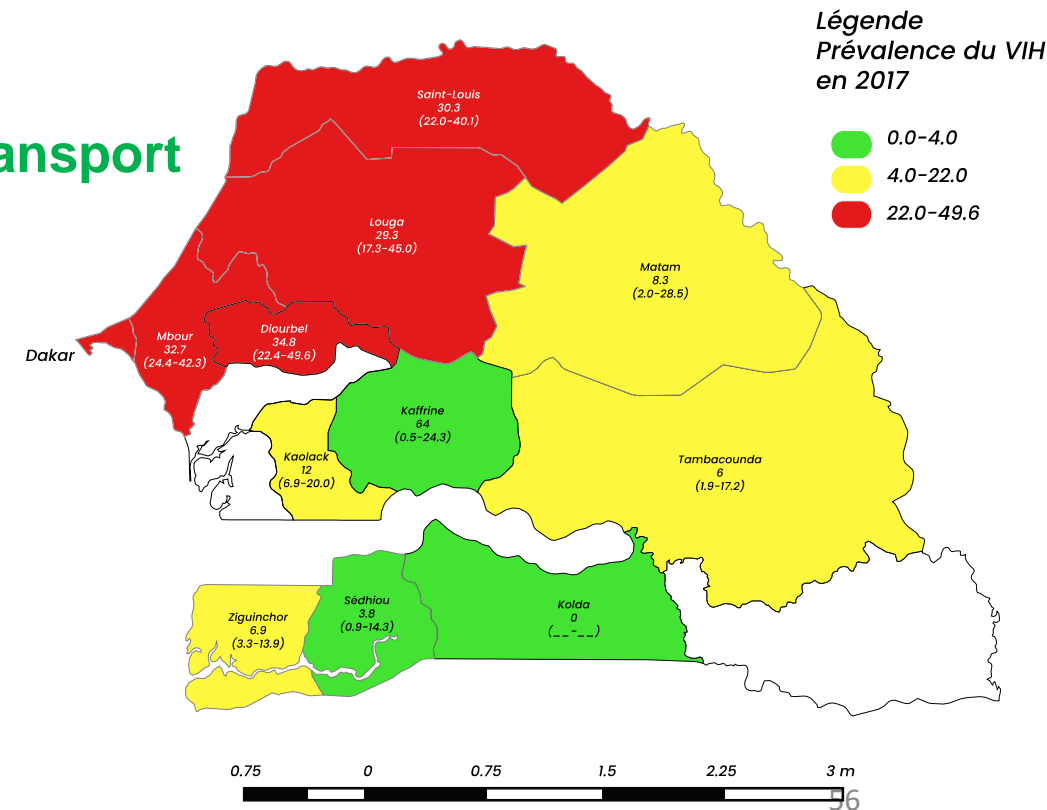 Légende
Prévalence du VIH
en 2017
0.0-4.0
4.0-22.0
22.0-49.6
ansport
Saint-Louis
30.3
(22.0-40.1)
Louga
29.3
(17.3-45.0)
Matam
8.3
(2.0-28.5)
Dakar
Mbour
32.7
(24.4-42.3)
Diourbel
34.8
(22.4-49.6)
Kaffrine
64
(0.5-24.3)
Kaolack
12
(6.9-20.0)
Tambacounda
6
(1.9-17.2)
Ziguinchor
6.9
(3.3-13.9)
Sédhiou
3.8
(0.9-14.3)
Kolda
0
(__-__)
0.75 0 0.75 1.5 2.25 3 m
56